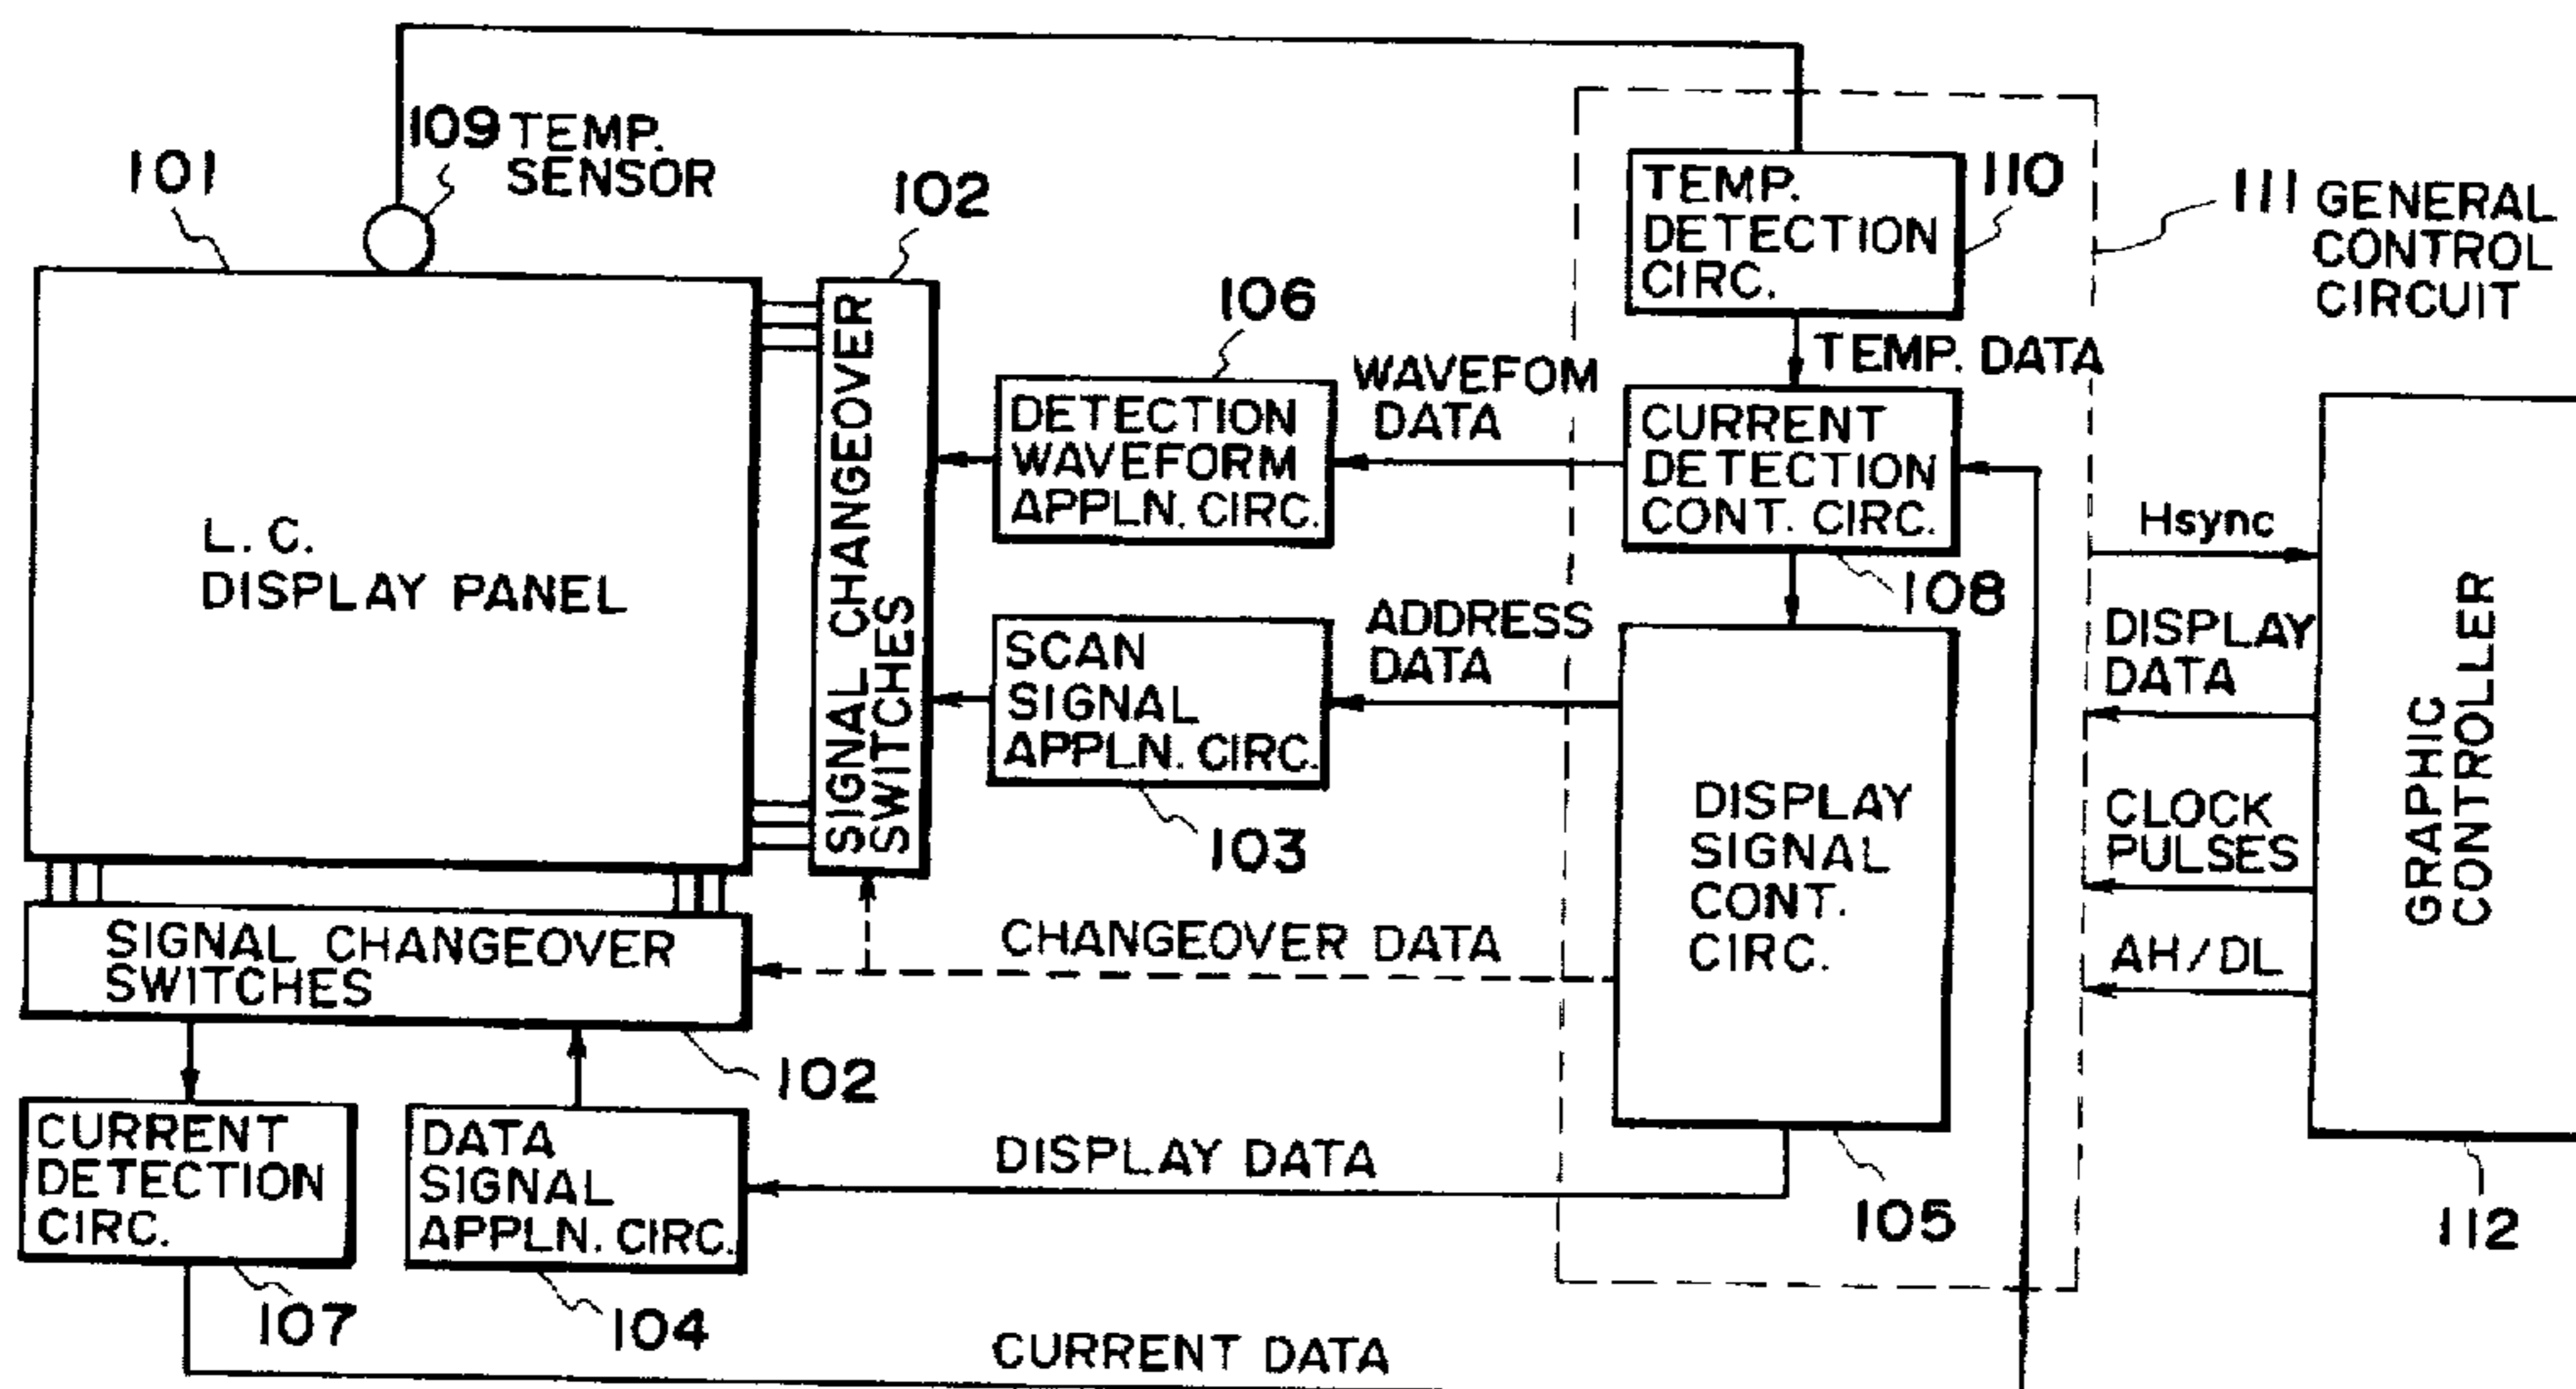 109 TEMP.
SENSOR
101
102
110
TEMP.
DETECTION
CIRC.
111 GENERAL
CONTROL
CIRCUIT
106
TEMP. DATA
WAVEFOM
DATA
DETECTION
WAVEFORM
APPLN. CIRC.
CURRENT
DETECTION
CONT. CIRC.
108
L. C.
DISPLAY PANEL
SIGNAL CHANGEOVER
SWITCHES
ADDRESS
DATA
SCAN
SIGNAL
APPLN. CIRC.
103
DISPLAY
SIGNAL
CONT.
CIRC.
105
Hsync
DISPLAY
DATA
CLOCK
PULSES
AH/DL
GRAPHIC
CONTROLLER
112
CHANGEOVER DATA
SIGNAL CHANGEOVER
SWITCHES
102
CURRENT
DETECTION
CIRC.
107
DATA
SIGNAL
APPLN. CIRC.
104
DISPLAY DATA
CURRENT DATA